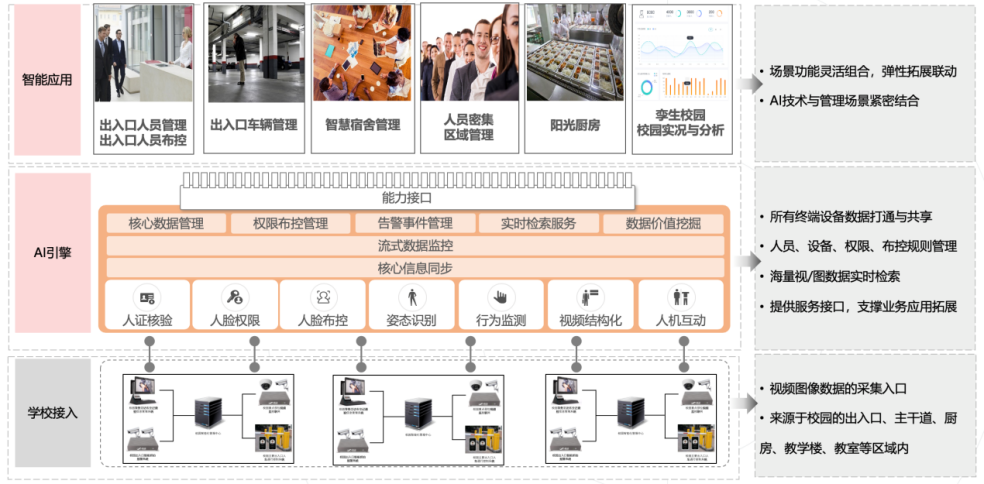 智能应用
出入口人员管理
出入口人员布控
出入口车辆管理
智慧宿舍管理
人员密集
区域管理
阳光厨房
孪生校园
校园实况与分析
• 场景功能灵活组合，弹性拓展联动
• AI技术与管理场景紧密结合
AI引擎
能力接口
核心数据管理
权限布控管理
告警事件管理
实时检索服务
数据价值挖掘
流式数据监控
核心信息同步
人证核验
人脸权限
人脸布控
姿态识别
行为监测
视频结构化
人机互动
• 所有终端设备数据打通与共享
• 人员、设备、权限、布控规则管理
• 海量视/图数据实时检索
• 提供服务接口，支撑业务应用拓展
学校接入
• 视频图像数据的采集入口
• 来源于校园的出入口、主干道、厨
房、教学楼、教室等区域内